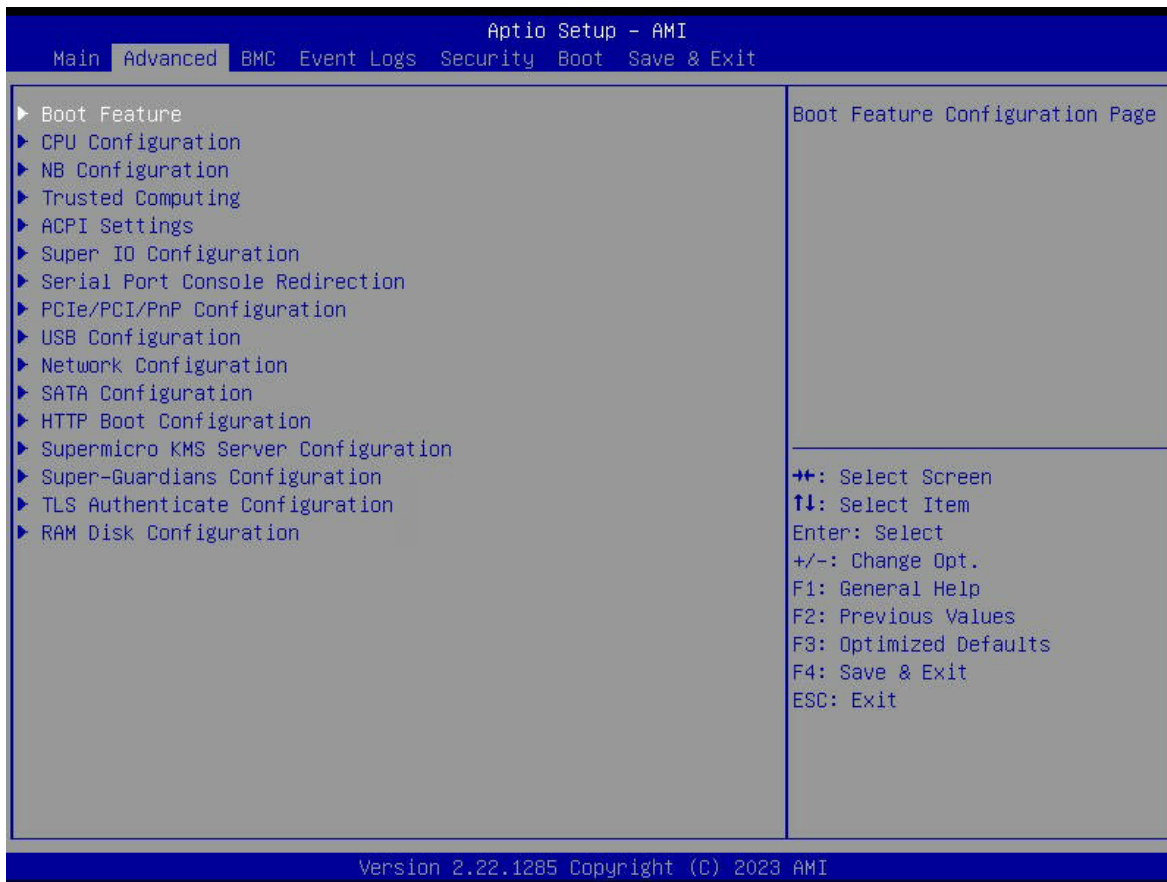 Aptio Setup – AMI
Main Advanced BMC Event Logs Security Boot Save & Exit
▶ Boot Feature
▶ CPU Configuration
▶ NB Configuration
▶ Trusted Computing
▶ ACPI Settings
▶ Super IO Configuration
▶ Serial Port Console Redirection
▶ PCIe/PCI/PnP Configuration
▶ USB Configuration
▶ Network Configuration
▶ SATA Configuration
▶ HTTP Boot Configuration
▶ Supermicro KMS Server Configuration
▶ Super-Guardians Configuration
▶ TLS Authenticate Configuration
▶ RAM Disk Configuration
Boot Feature Configuration Page
→←: Select Screen
↑↓: Select Item
Enter: Select
+/-: Change Opt.
F1: General Help
F2: Previous Values
F3: Optimized Defaults
F4: Save & Exit
ESC: Exit
Version 2.22.1285 Copyright (C) 2023 AMI